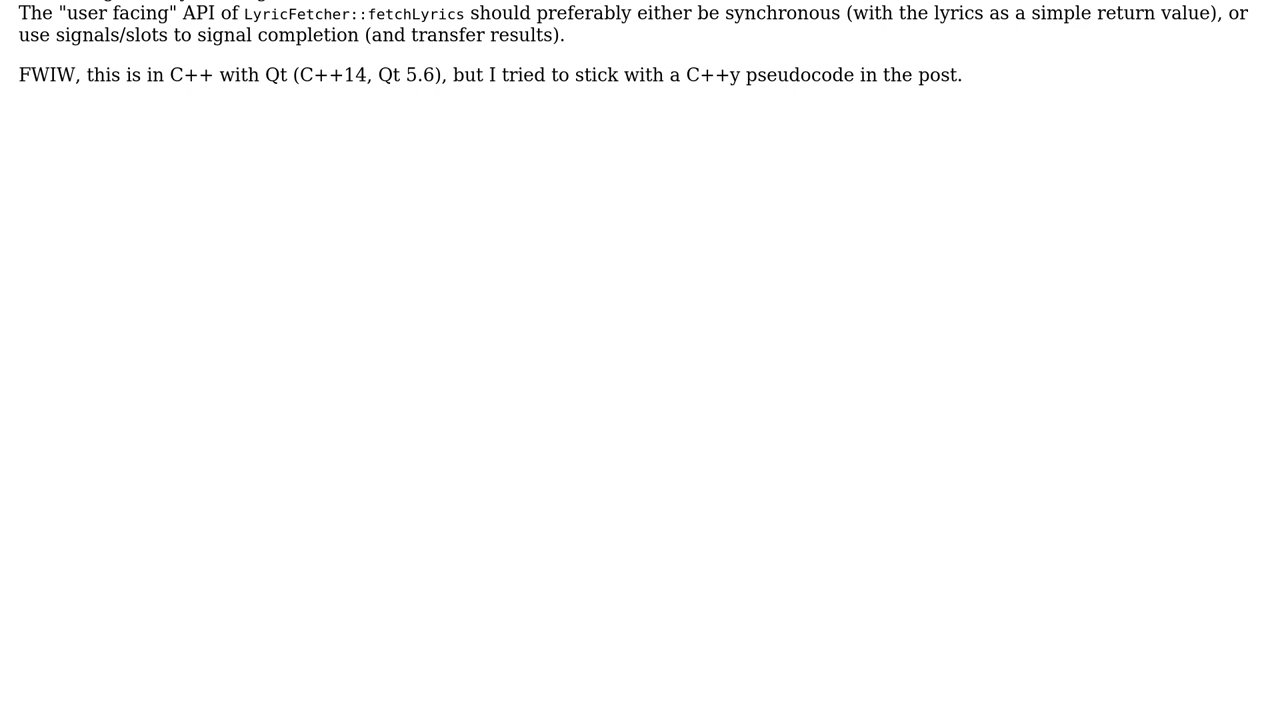 The "user facing" API of LyricFetcher::fetchLyrics should preferably either be synchronous (with the lyrics as a simple return value), or
use signals/slots to signal completion (and transfer results).
FWIW, this is in C++ with Qt (C++14, Qt 5.6), but I tried to stick with a C++y pseudocode in the post.